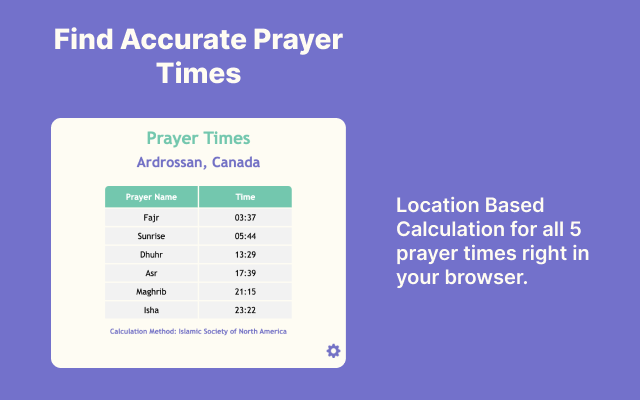 Find Accurate Prayer
Times
Prayer Times
Ardrossan, Canada
Prayer Name Time
Fajr 03:37
Sunrise 05:44
Dhuhr 13:29
Asr 17:39
Maghrib 21:15
Isha 23:22
Calculation Method: Islamic Society of North America
Location Based
Calculation for all 5
prayer times right in
your browser.